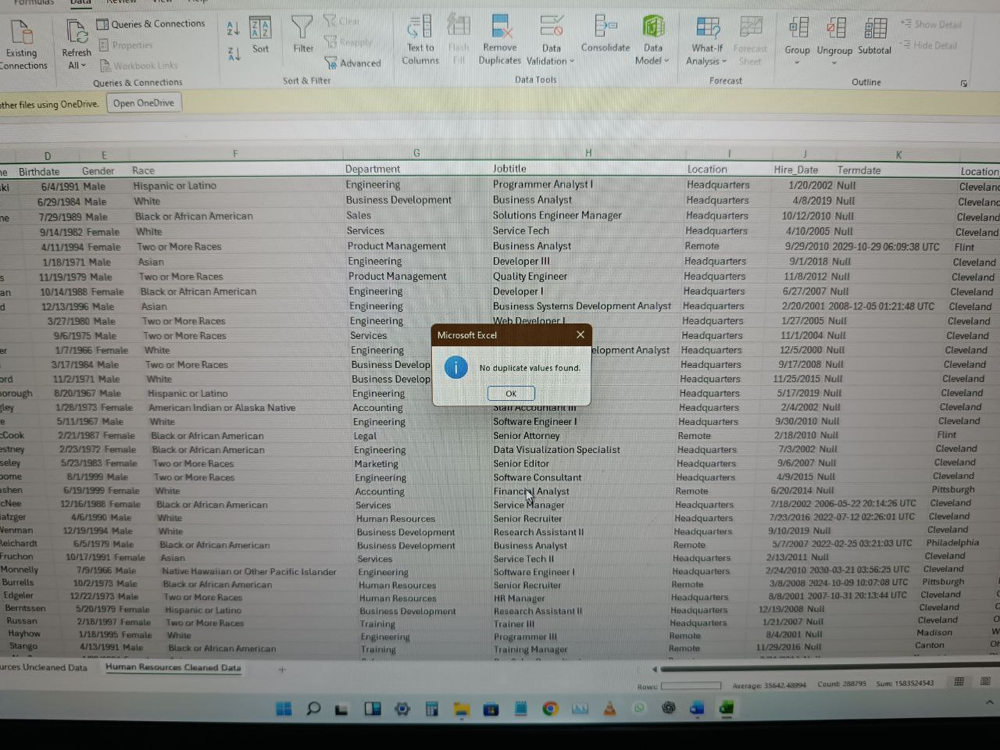 Formulas Data Review View Help
Existing Connections
Refresh All
Queries & Connections
Properties
Workbook Links
Queries & Connections
Sort
Filter
Clear
Reapply
Advanced
Sort & Filter
Text to Columns
Flash Fill
Remove Duplicates
Data Validation
Consolidate
Data Model
Data Tools
What-If Analysis
Forecast Sheet
Forecast
Group
Ungroup
Subtotal
Show Detail
Hide Detail
Outline
other files using OneDrive. Open OneDrive
D E F G H I J K
ne Birthdate Gender Race Department Jobtitle Location Hire_Date Termdate Location
ski 6/4/1991 Male Hispanic or Latino Engineering Programmer Analyst I Headquarters 1/20/2002 Null Cleveland
6/29/1984 Male White Business Development Business Analyst Headquarters 4/8/2019 Null Cleveland
ne 7/29/1989 Male Black or African American Sales Solutions Engineer Manager Headquarters 10/12/2010 Null Cleveland
9/14/1982 Female White Services Service Tech Headquarters 4/10/2005 Null Cleveland
4/11/1994 Female Two or More Races Product Management Business Analyst Remote 9/29/2010 2029-10-29 06:09:38 UTC Flint
1/18/1971 Male Asian Engineering Developer III Headquarters 9/1/2018 Null Cleveland
s 11/19/1979 Male Two or More Races Product Management Quality Engineer Headquarters 11/8/2012 Null Cleveland
an 10/14/1988 Female Black or African American Engineering Developer I Headquarters 6/27/2007 Null Cleveland
d 12/13/1996 Male Asian Engineering Business Systems Development Analyst Headquarters 2/20/2001 2008-12-05 01:21:48 UTC Cleveland
3/27/1980 Male Two or More Races Engineering Web Developer I Headquarters 1/27/2005 Null Cleveland
9/6/1975 Male Two or More Races Services Headquarters 11/1/2004 Null Cleveland
er 1/7/1966 Female White Engineering elopment Analyst Headquarters 12/5/2000 Null Cleveland
3/17/1984 Male Two or More Races Business Develop Headquarters 9/17/2008 Null Cleveland
ord 11/2/1971 Male White Business Develop Headquarters 11/25/2015 Null Cleveland
borough 8/20/1967 Male Hispanic or Latino Engineering Headquarters 5/17/2019 Null Cleveland
gley 1/28/1973 Female American Indian or Alaska Native Accounting Staff Accountant III Headquarters 2/4/2002 Null Cleveland
e 5/11/1967 Male White Engineering Software Engineer I Headquarters 9/30/2010 Null Cleveland
cCook 2/21/1987 Female Black or African American Legal Senior Attorney Remote 2/18/2010 Null Flint
estney 2/23/1972 Female Black or African American Engineering Data Visualization Specialist Headquarters 7/3/2002 Null Cleveland
seley 5/23/1983 Female Two or More Races Marketing Senior Editor Headquarters 9/6/2007 Null Cleveland
borne 8/1/1999 Male Two or More Races Engineering Software Consultant Headquarters 4/9/2015 Null Cleveland
ashen 6/19/1999 Female White Accounting Financial Analyst Remote 6/20/2014 Null Pittsburgh
cNee 12/16/1988 Female Black or African American Services Service Manager Headquarters 7/18/2002 2006-05-22 20:14:26 UTC Cleveland
afzger 4/6/1990 Male White Human Resources Senior Recruiter Headquarters 7/23/2016 2022-07-12 02:26:01 UTC Cleveland
Wenman 12/19/1994 Male White Business Development Research Assistant II Headquarters 9/10/2019 Null Cleveland
Reichardt 6/5/1979 Male Black or African American Business Development Business Analyst Remote 5/7/2007 2022-02-25 03:21:03 UTC Philadelphia
Fruchon 10/17/1991 Female Asian Services Service Tech II Headquarters 2/13/2011 Null Cleveland
Monnelly 7/9/1966 Male Native Hawaiian or Other Pacific Islander Engineering Software Engineer I Headquarters 2/24/2010 2030-03-21 03:56:25 UTC Cleveland
Burrells 10/2/1973 Male Black or African American Human Resources Senior Recruiter Remote 3/8/2008 2024-10-09 10:07:08 UTC Pittsburgh
Edgeler 12/22/1973 Male Two or More Races Human Resources HR Manager Headquarters 8/8/2001 2007-10-31 20:13:44 UTC Cleveland
Berntssen 5/20/1979 Female Hispanic or Latino Business Development Research Assistant II Headquarters 12/19/2008 Null Cleveland
Russan 2/18/1997 Female Two or More Races Training Trainer III Headquarters 1/21/2007 Null Cleveland
Hayhow 1/18/1995 Female White Engineering Programmer III Remote 8/4/2001 Null Madison
Stango 4/13/1991 Male Black or African American Training Training Manager Remote 11/29/2016 Null Canton
Microsoft Excel
No duplicate values found.
OK
urces Uncleaned Data Human Resources Cleaned Data
Rows: Average: 35642.48994 Count: 288795 Sum: 1583524543